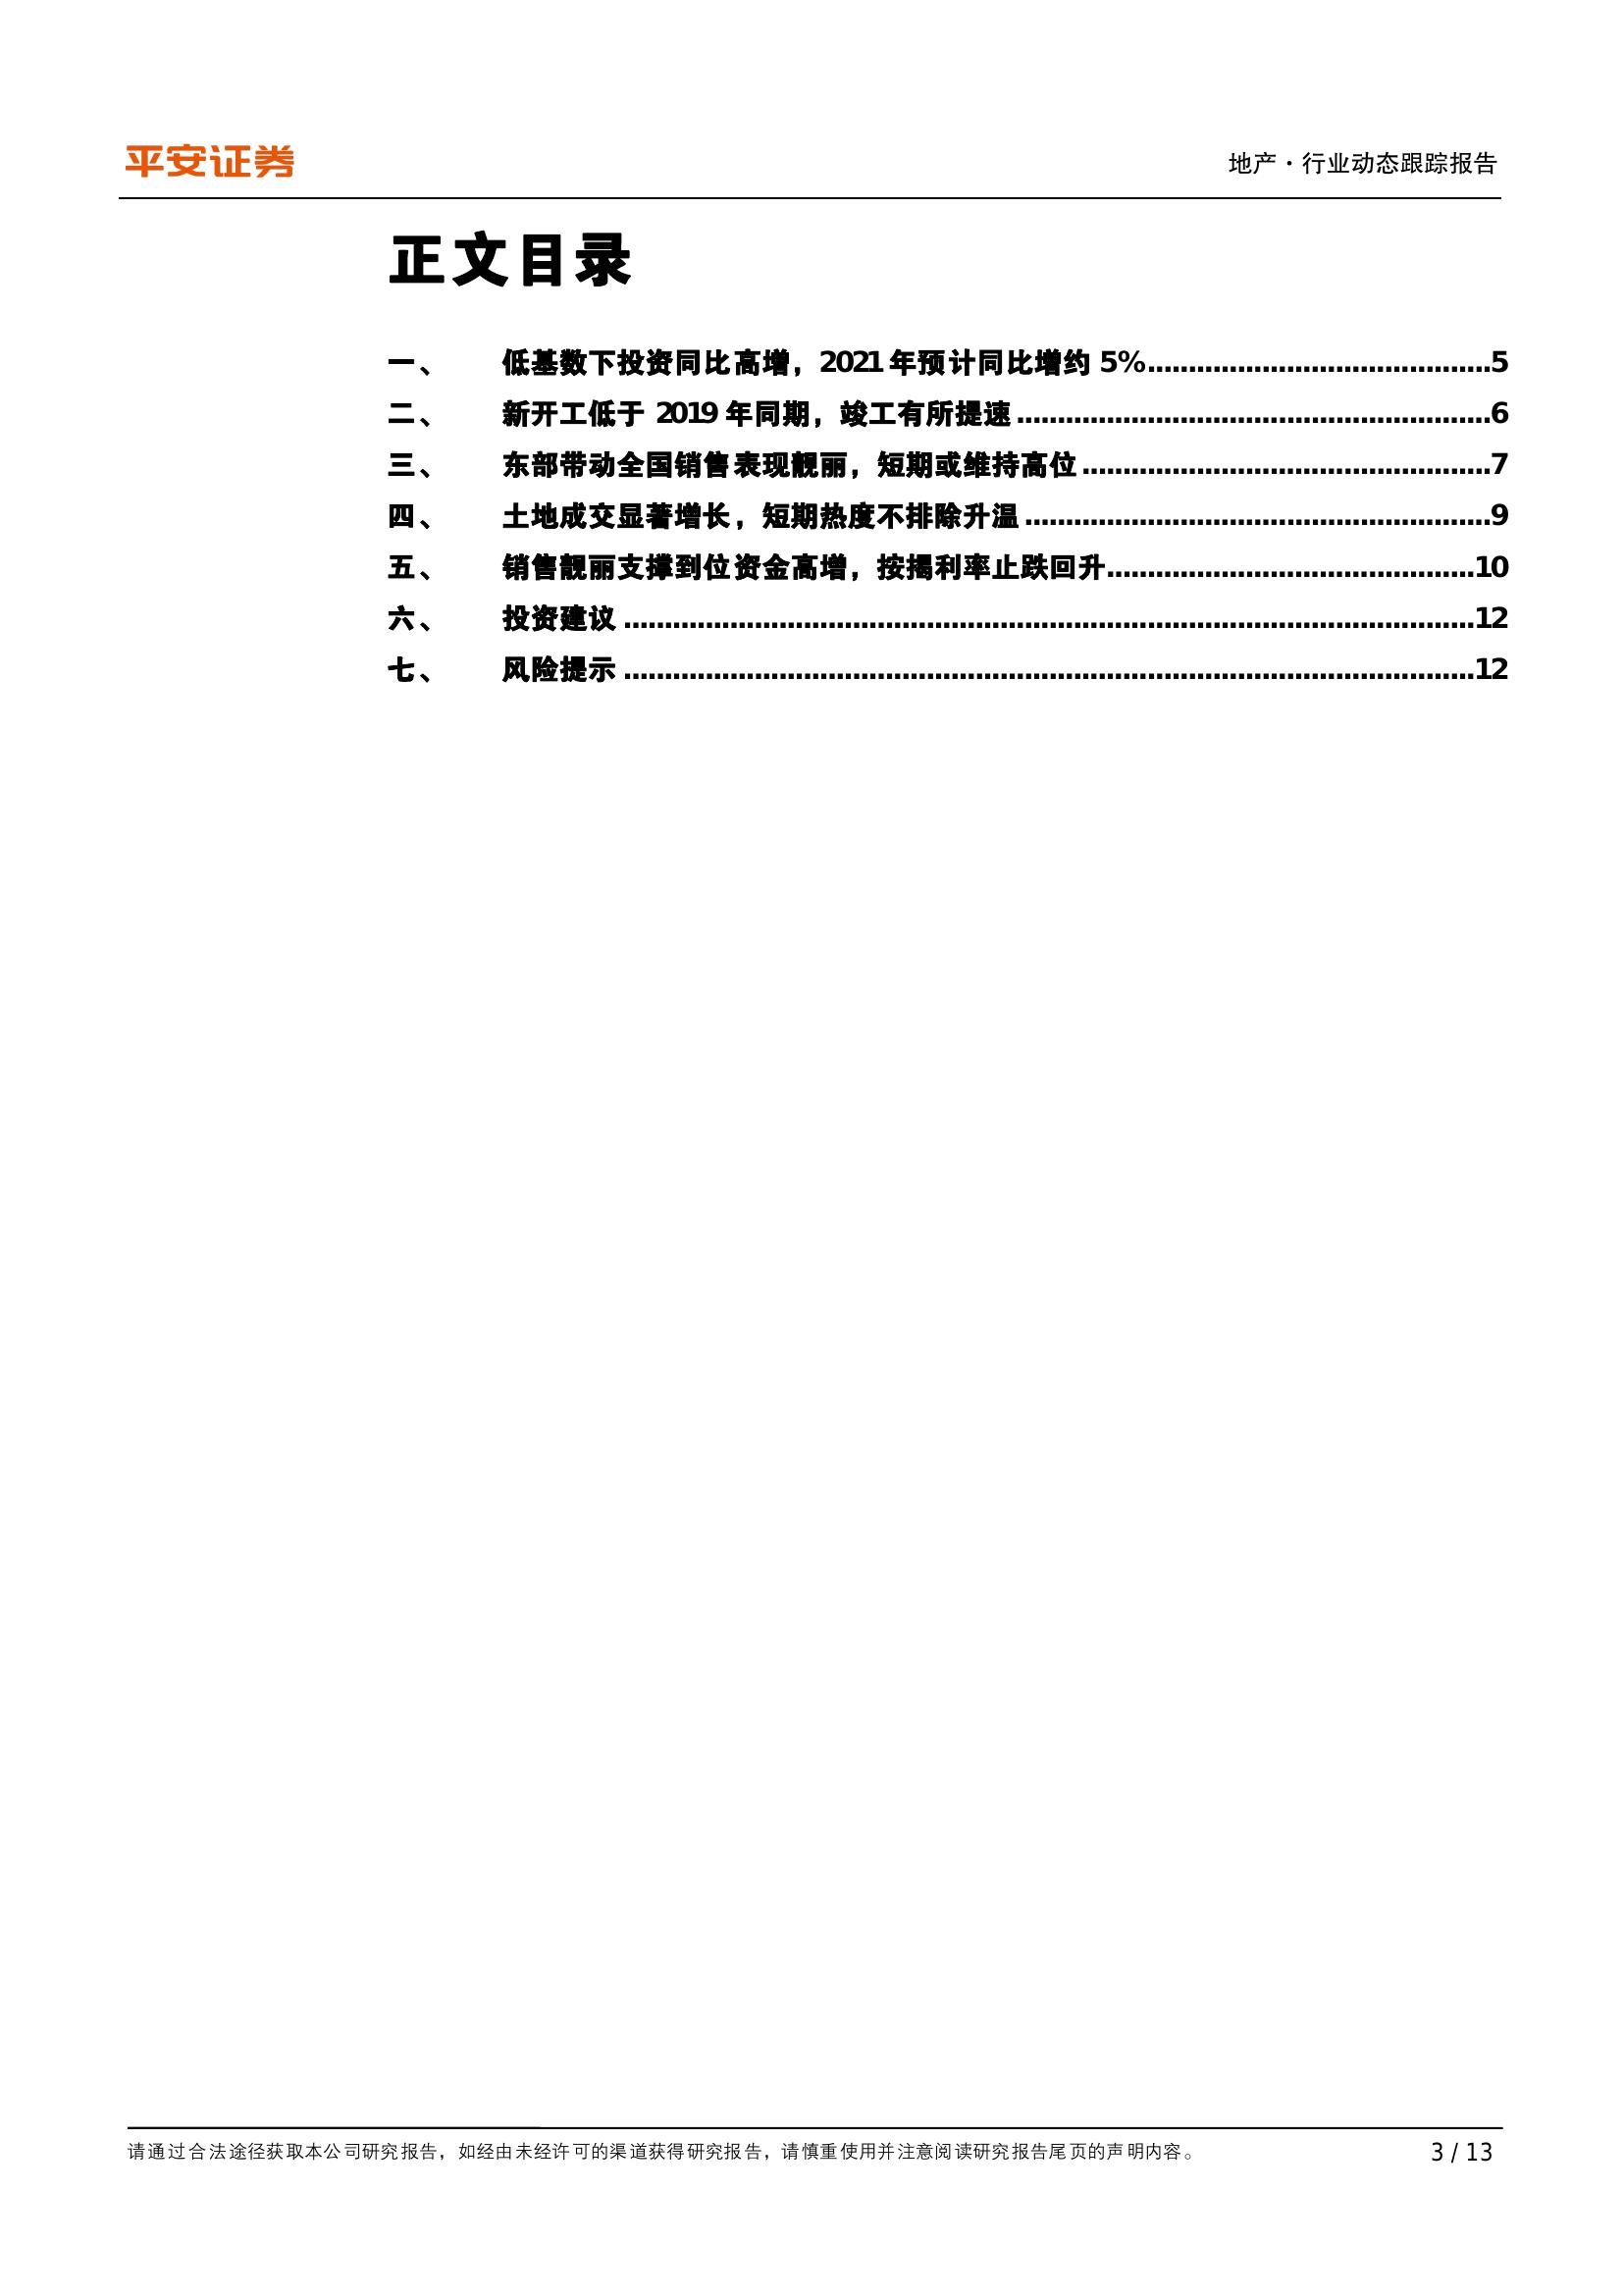 平安证券
地产·行业动态跟踪报告
正文目录
一、 低基数下投资同比高增，2021 年预计同比增约 5%..........................................5
二、 新开工低于 2019 年同期，竣工有所提速..........................................................6
三、 东部带动全国销售表现靓丽，短期或维持高位..................................................7
四、 土地成交显著增长，短期热度不排除升温.........................................................9
五、 销售靓丽支撑到位资金高增，按揭利率止跌回升.............................................10
六、 投资建议........................................................................................................12
七、 风险提示........................................................................................................12
请通过合法途径获取本公司研究报告，如经由未经许可的渠道获得研究报告，请慎重使用并注意阅读研究报告尾页的声明内容。
3 / 13